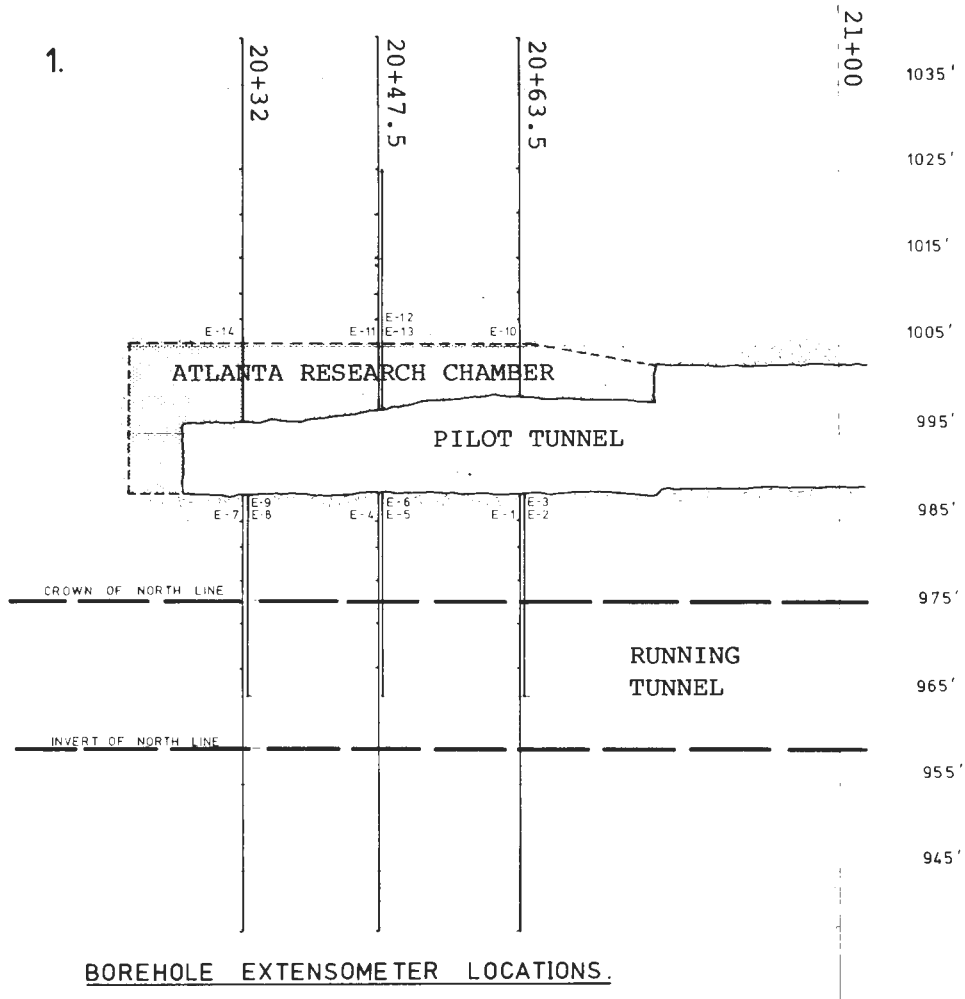 1.
20+32
20+47.5
20+63.5
21+00
1035'
1025'
1015'
1005'
E-14
E-11
E-12
E-13
E-10
ATLANTA RESEARCH CHAMBER
PILOT TUNNEL
995'
985'
E-9
E-7
E-8
E-6
E-4
E-5
E-3
E-1
E-2
CROWN OF NORTH LINE
975'
RUNNING
TUNNEL
965'
INVERT OF NORTH LINE
955'
945'
BOREHOLE EXTENSOMETER LOCATIONS.